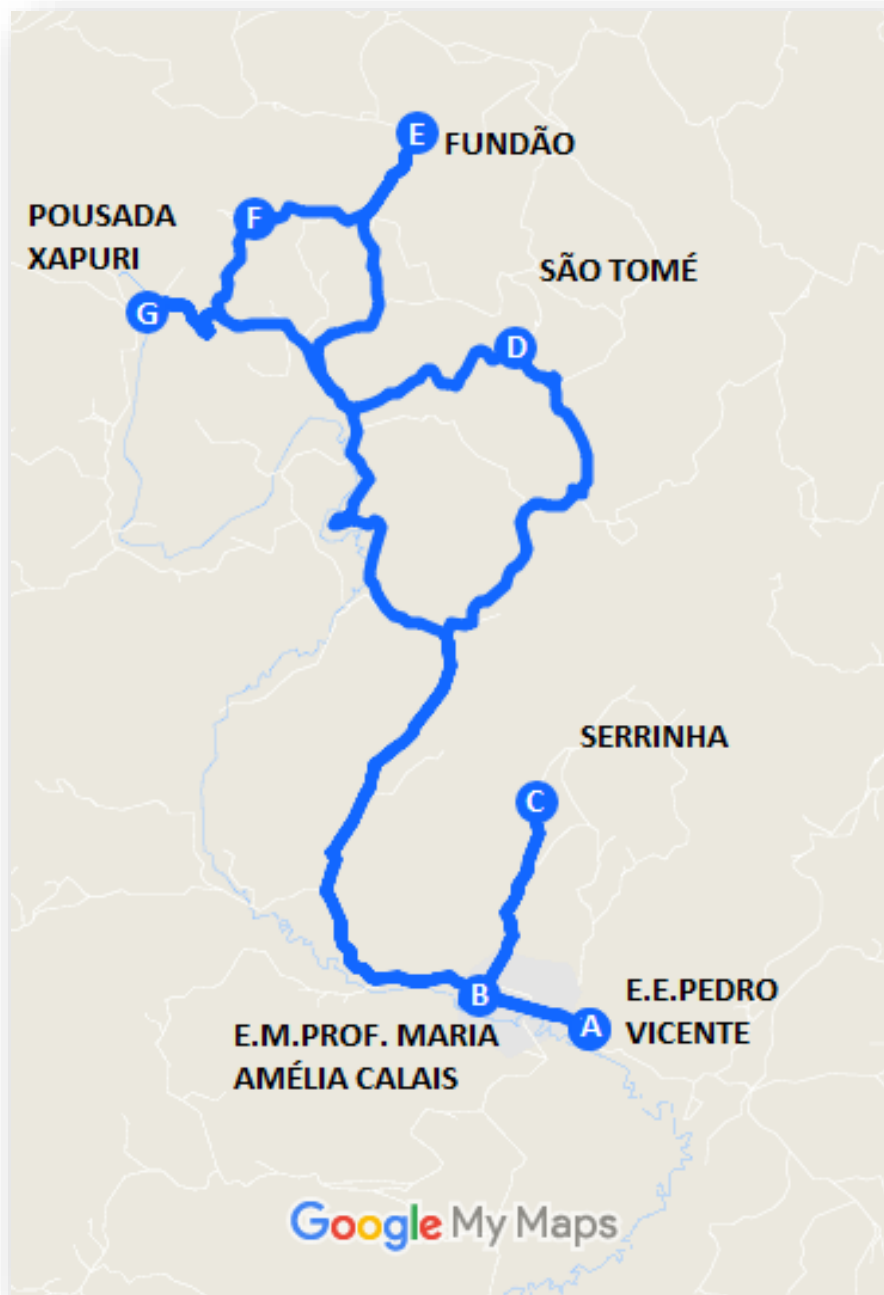 E
FUNDÃO
POUSADA
XAPURI
F
SÃO TOMÉ
G
D
SERRINHA
C
B
E.E.PEDRO
VICENTE
A
E.M.PROF. MARIA
AMÉLIA CALAIS
Google My Maps